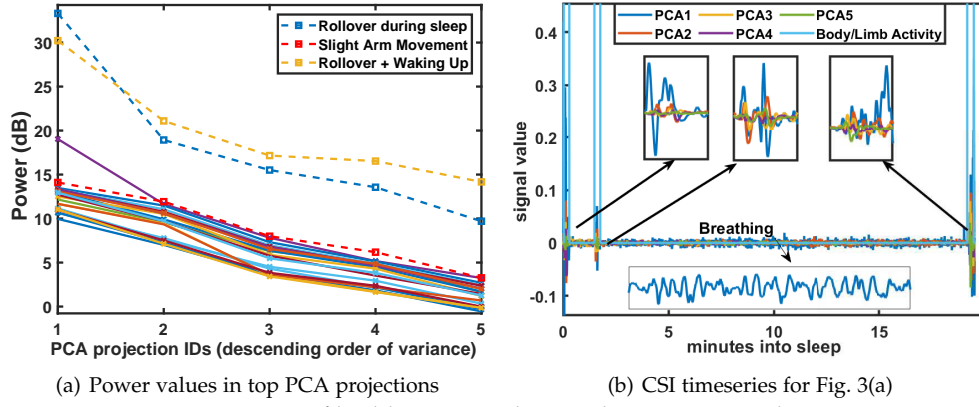 Rollover during sleep
Slight Arm Movement
Rollover + Waking Up
Power (dB)
30
25
20
15
10
5
0
1
2
3
4
5
PCA projection IDs (descending order of variance)
(a) Power values in top PCA projections
PCA1
PCA3
PCA5
PCA2
PCA4
Body/Limb Activity
signal value
0.4
0.3
0.2
0.1
0
-0.1
Breathing
0
5
10
15
minutes into sleep
(b) CSI timeseries for Fig. 3(a)